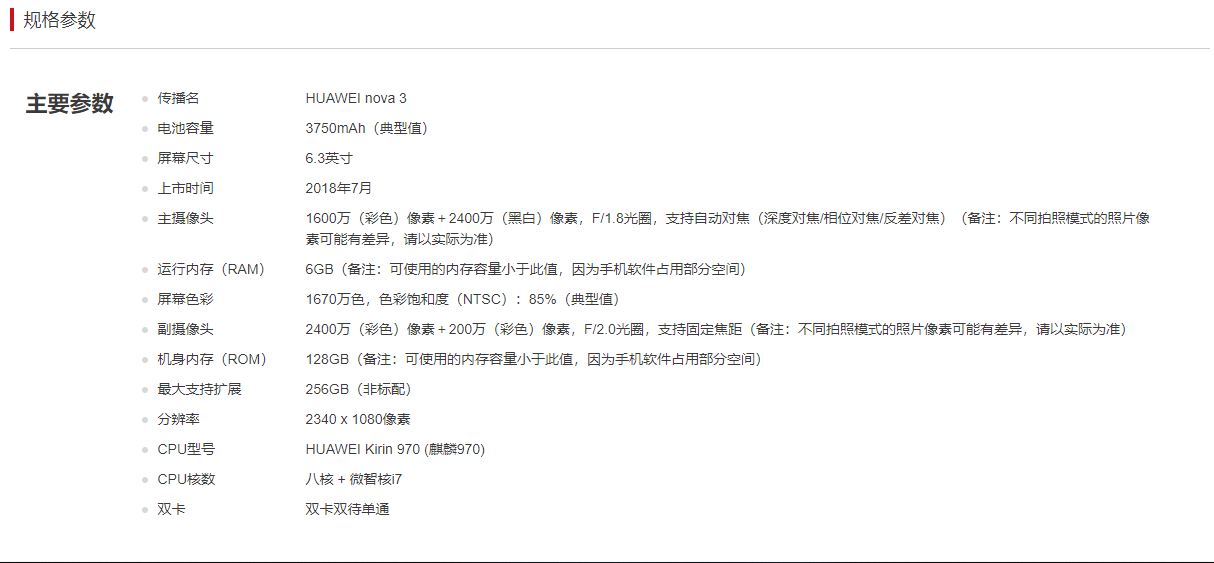 规格参数
主要参数
传播名 HUAWEI nova 3
电池容量 3750mAh（典型值）
屏幕尺寸 6.3英寸
上市时间 2018年7月
主摄像头 1600万（彩色）像素＋2400万（黑白）像素，F/1.8光圈，支持自动对焦（深度对焦/相位对焦/反差对焦）（备注：不同拍照模式的照片像
素可能有差异，请以实际为准）
运行内存（RAM） 6GB（备注：可使用的内存容量小于此值，因为手机软件占用部分空间）
屏幕色彩 1670万色，色彩饱和度（NTSC）：85%（典型值）
副摄像头 2400万（彩色）像素＋200万（彩色）像素，F/2.0光圈，支持固定焦距（备注：不同拍照模式的照片像素可能有差异，请以实际为准）
机身内存（ROM） 128GB（备注：可使用的内存容量小于此值，因为手机软件占用部分空间）
最大支持扩展 256GB（非标配）
分辨率 2340 x 1080像素
CPU型号 HUAWEI Kirin 970 (麒麟970)
CPU核数 八核 + 微智核i7
双卡 双卡双待单通